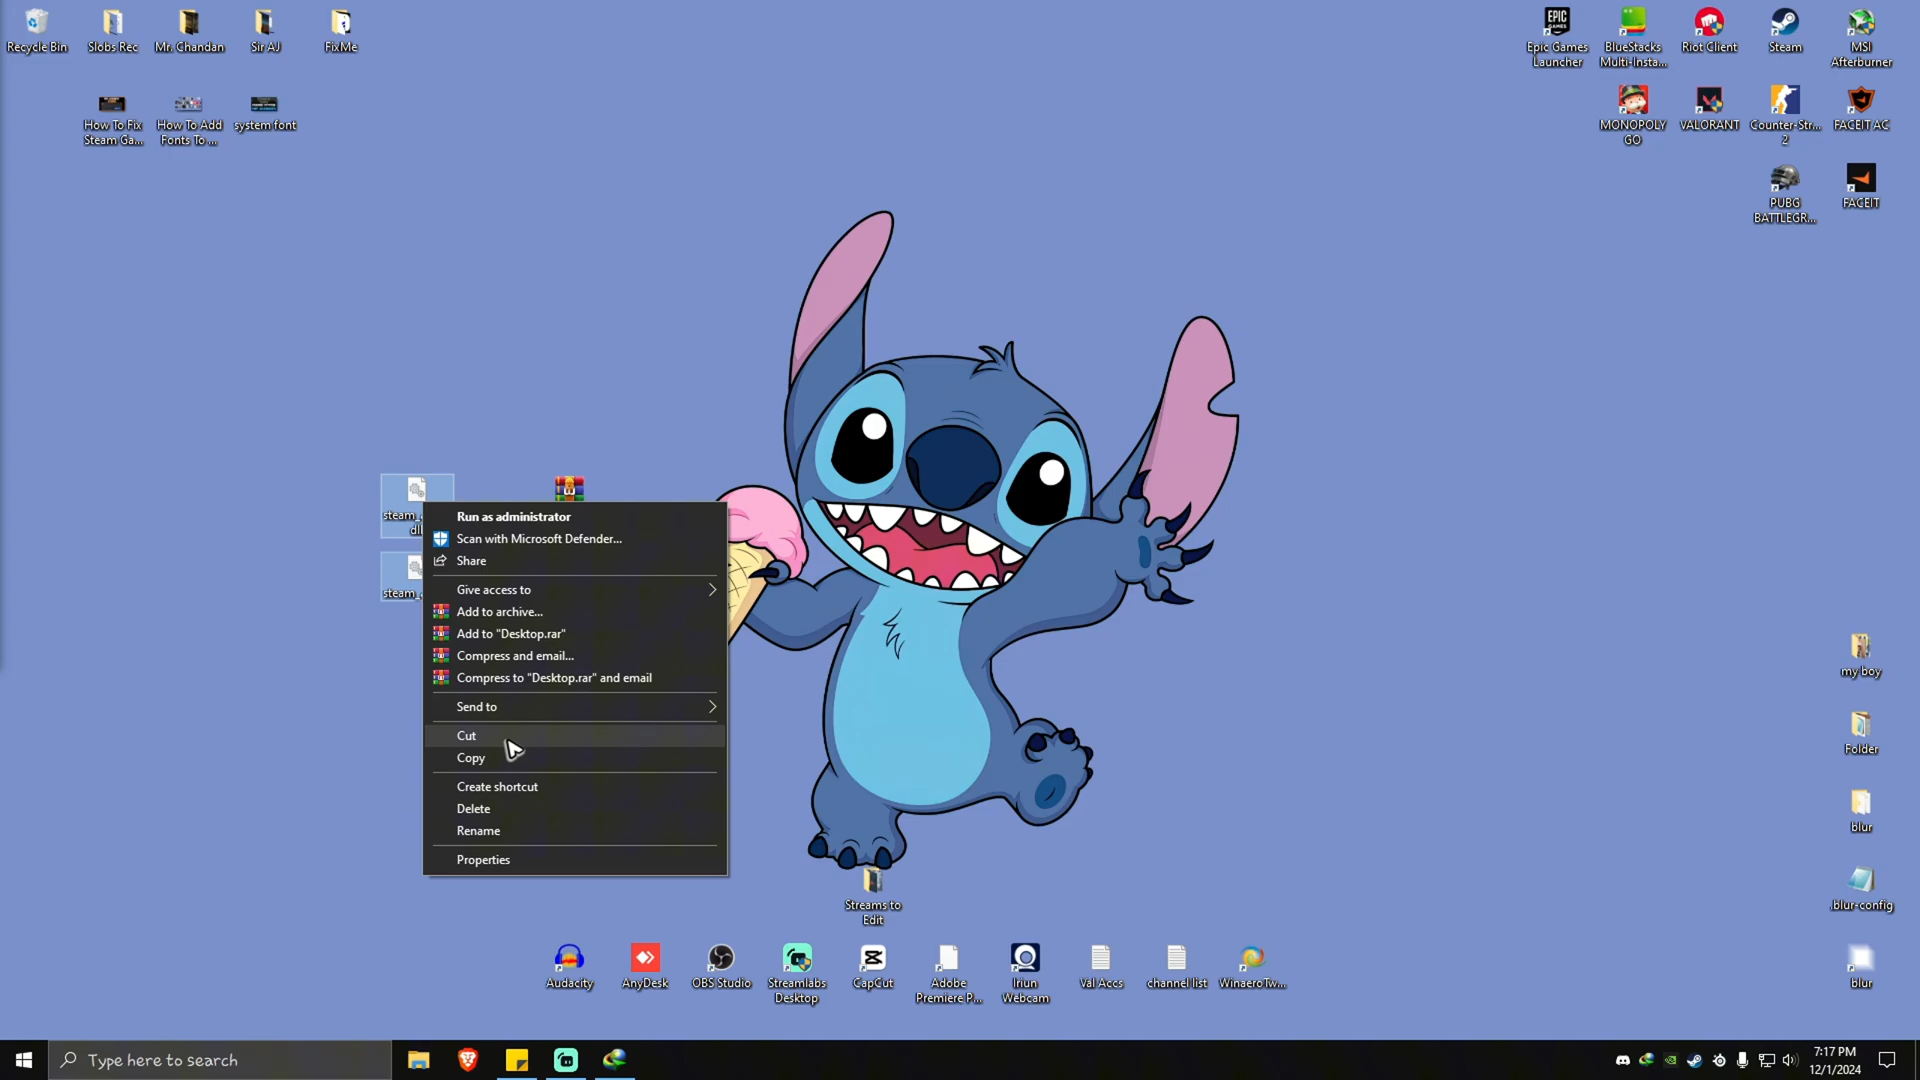 Recycle Bin
Slobs Rec
Mr. Chandan
Sir AJ
FixMe
How To Fix
Steam Ga...
How To Add
Fonts To ...
system font
Epic Games
Launcher
BlueStacks
Multi-Insta...
Riot Client
Steam
MSI
Afterburner
MONOPOLY
GO
VALORANT
Counter-Str...
2
FACEIT AC
PUBG
BATTLEGR...
FACEIT
steam_
dll
steam_
Run as administrator
Scan with Microsoft Defender...
Share
Give access to
Add to archive...
Add to "Desktop.rar"
Compress and email...
Compress to "Desktop.rar" and email
Send to
Cut
Copy
Create shortcut
Delete
Rename
Properties
my boy
Folder
blur
.blur-config
blur
Streams to
Edit
Audacity
AnyDesk
OBS Studio
Streamlabs
Desktop
CapCut
Adobe
Premiere P...
Iriun
Webcam
Val Accs
channel list
WinaeroTw...
Type here to search
7:17 PM
12/1/2024